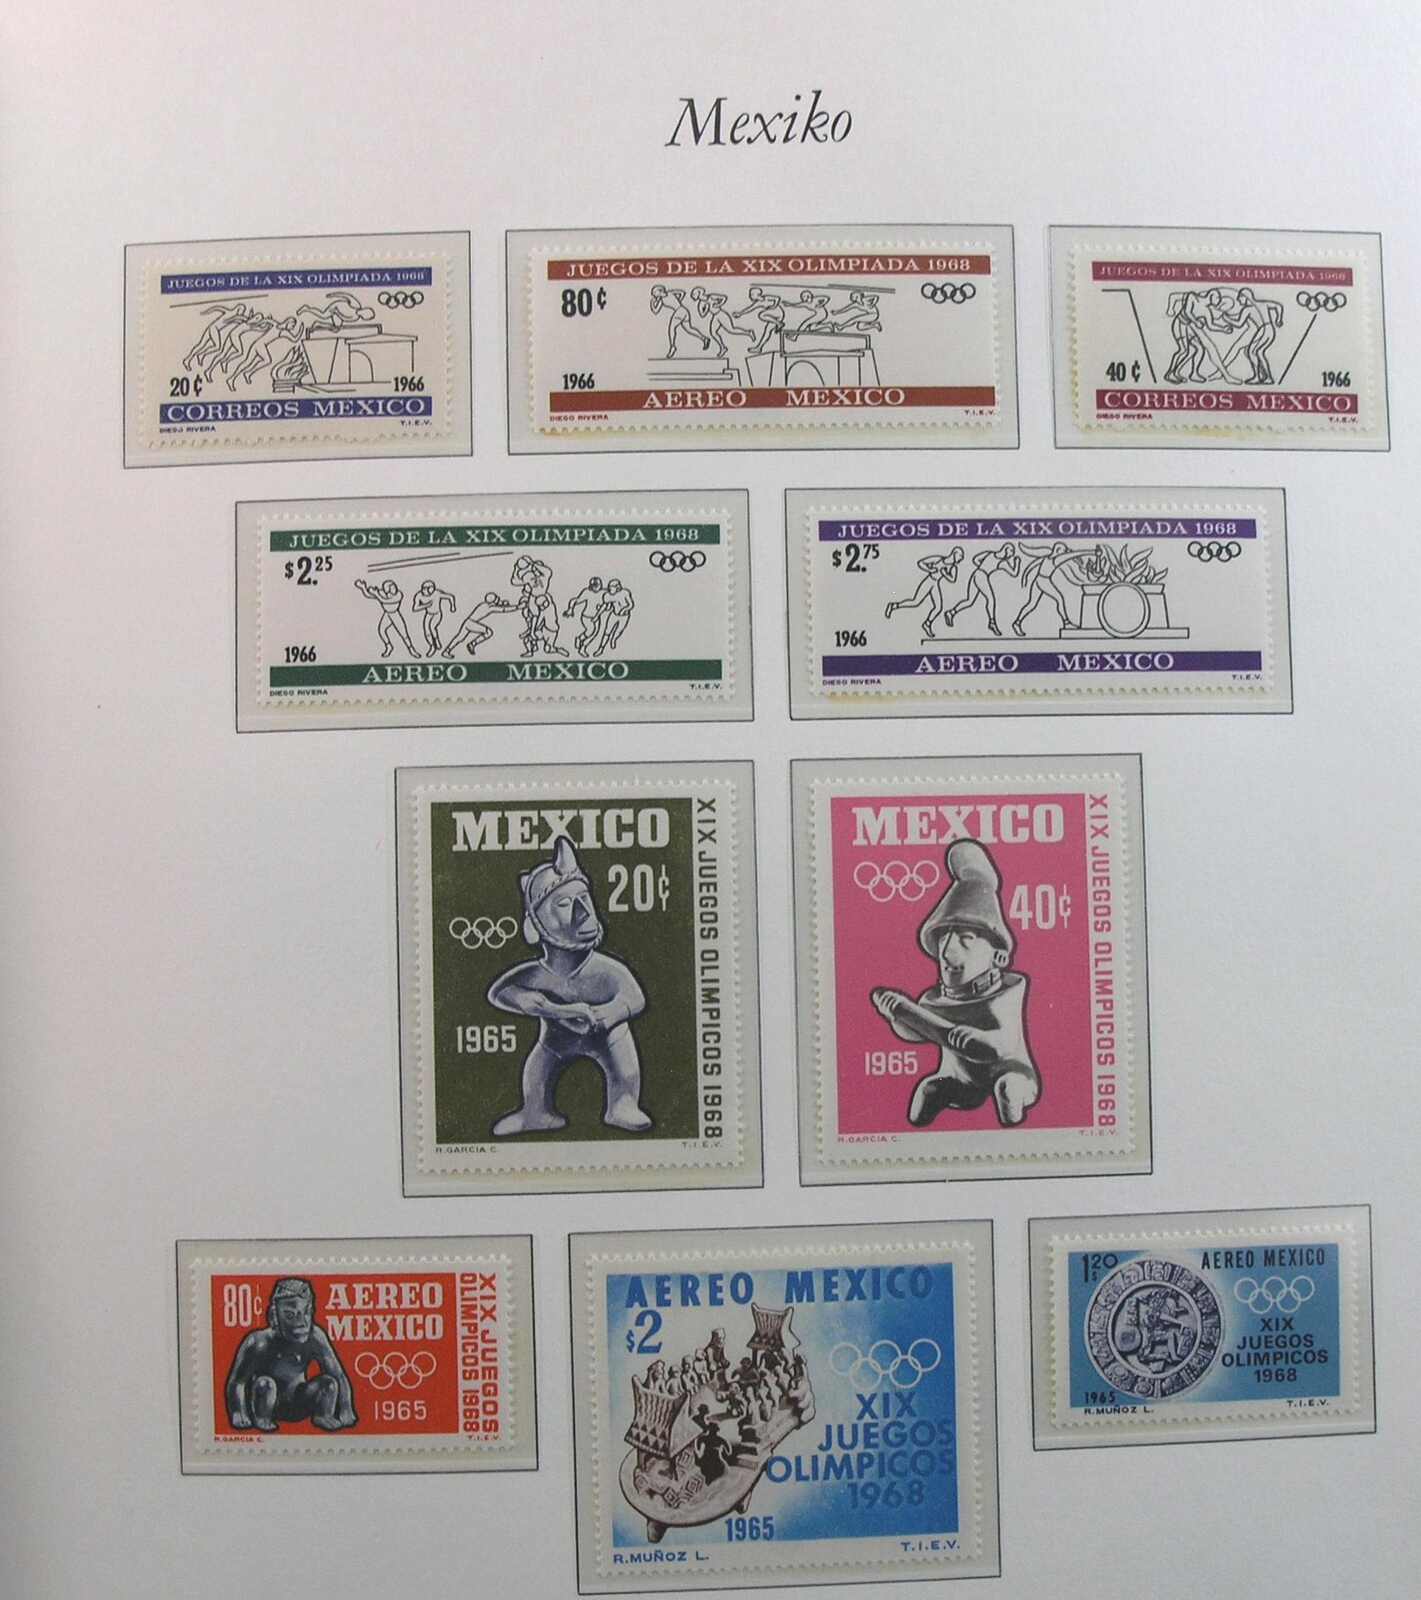 Mexiko
JUEGOS DE LA XIX OLIMPIADA 1968
20¢
1966
CORREOS MEXICO
DIEGO RIVERA
T.I.E.V.
JUEGOS DE LA XIX OLIMPIADA 1968
80¢
1966
AEREO MEXICO
DIEGO RIVERA
T.I.E.V.
JUEGOS DE LA XIX OLIMPIADA 1968
40¢
1966
CORREOS MEXICO
DIEGO RIVERA
T.I.E.V.
JUEGOS DE LA XIX OLIMPIADA 1968
$2.25
1966
AEREO MEXICO
DIEGO RIVERA
T.I.E.V.
JUEGOS DE LA XIX OLIMPIADA 1968
$2.75
1966
AEREO MEXICO
DIEGO RIVERA
T.I.E.V.
MEXICO
20¢
1965
XIX JUEGOS OLIMPICOS 1968
R.GARCIA C.
T.I.E.V.
MEXICO
40¢
1965
XIX JUEGOS OLIMPICOS 1968
R.GARCIA C.
T.I.E.V.
80¢
AEREO
MEXICO
1965
XIX JUEGOS
OLIMPICOS 1968
R.GARCIA C.
T.I.E.V.
AEREO MEXICO
$2
XIX
JUEGOS
OLIMPICOS
1968
1965
R.MUÑOZ L.
T.I.E.V.
$1.20
AEREO MEXICO
XIX
JUEGOS
OLIMPICOS
1968
1965
R.MUÑOZ L.
T.I.E.V.